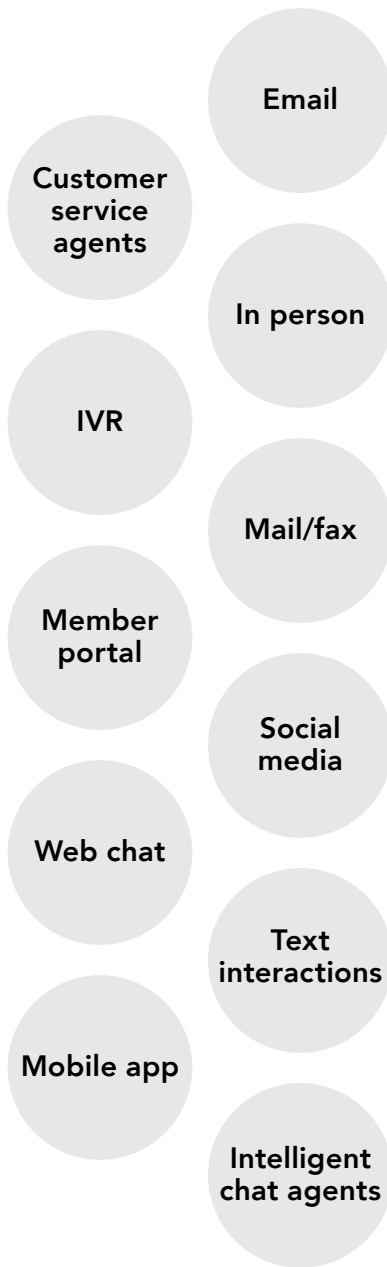 Email
Customer
service
agents
In person
IVR
Mail/fax
Member
portal
Social
media
Web chat
Text
interactions
Mobile app
Intelligent
chat agents